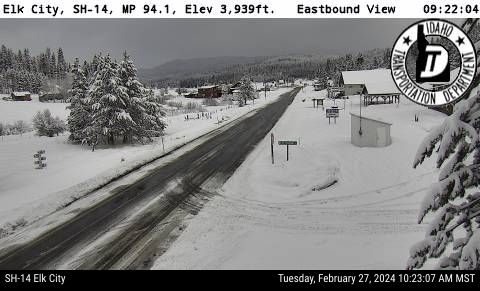 Elk City, SH-14, MP 94.1, Elev 3,939ft. Eastbound View 09:22:04
IDAHO
TRANSPORTATION DEPARTMENT
SH-14 Elk City Tuesday, February 27, 2024 10:23:07 AM MST